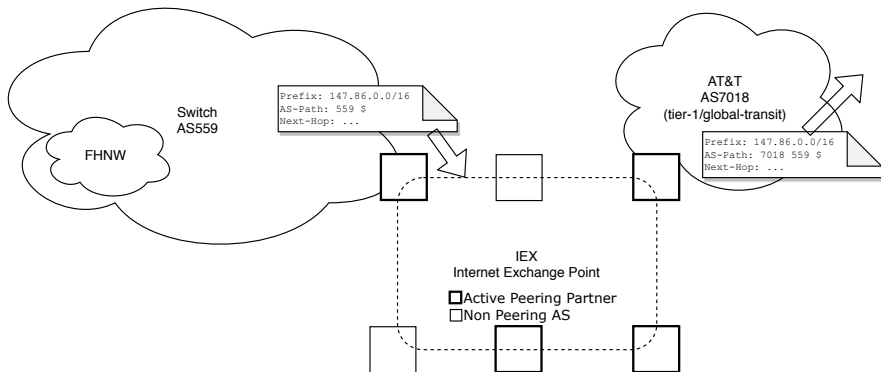 Switch
AS559
FHNW
Prefix: 147.86.0.0/16
AS-Path: 559 $
Next-Hop: ...
AT&T
AS7018
(tier-1/global-transit)
Prefix: 147.86.0.0/16
AS-Path: 7018 559 $
Next-Hop: ...
IEX
Internet Exchange Point
Active Peering Partner
Non Peering AS